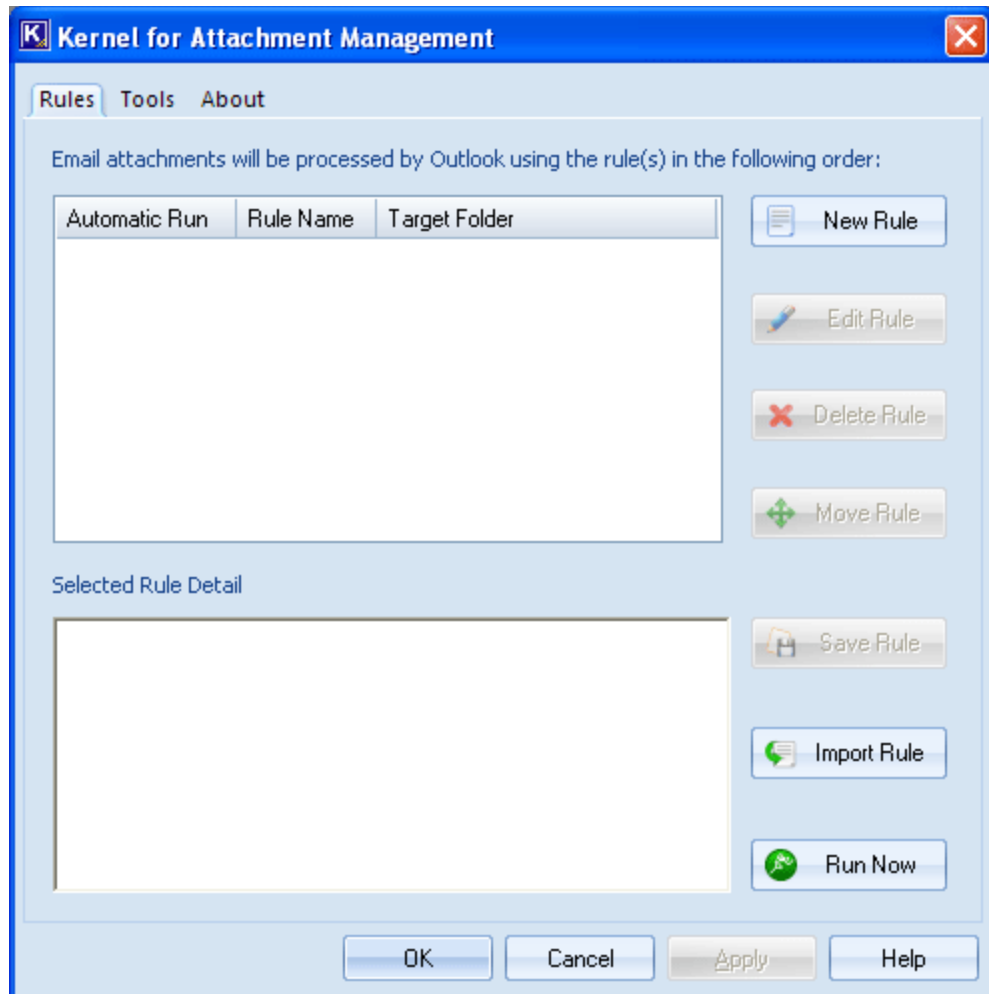 Kernel for Attachment Management
Rules Tools About
Email attachments will be processed by Outlook using the rule(s) in the following order:
Automatic Run Rule Name Target Folder
New Rule
Edit Rule
Delete Rule
Move Rule
Selected Rule Detail
Save Rule
Import Rule
Run Now
OK Cancel Apply Help